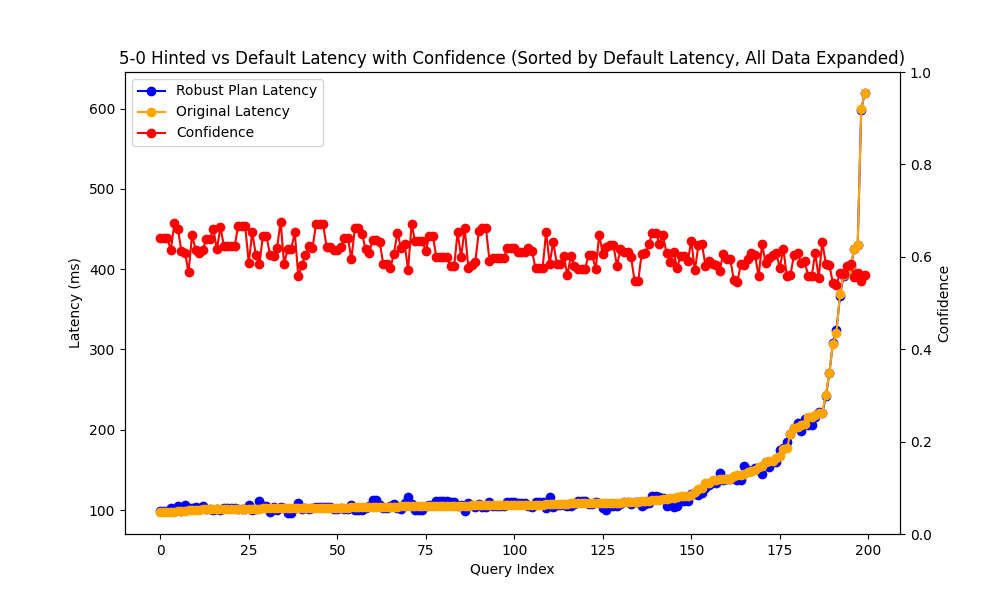 5-0 Hinted vs Default Latency with Confidence (Sorted by Default Latency, All Data Expanded)
Robust Plan Latency
Original Latency
Confidence
Latency (ms)
600
500
400
300
200
100
1.0
0.8
0.6
0.4
0.2
0.0
Confidence
0 25 50 75 100 125 150 175 200
Query Index